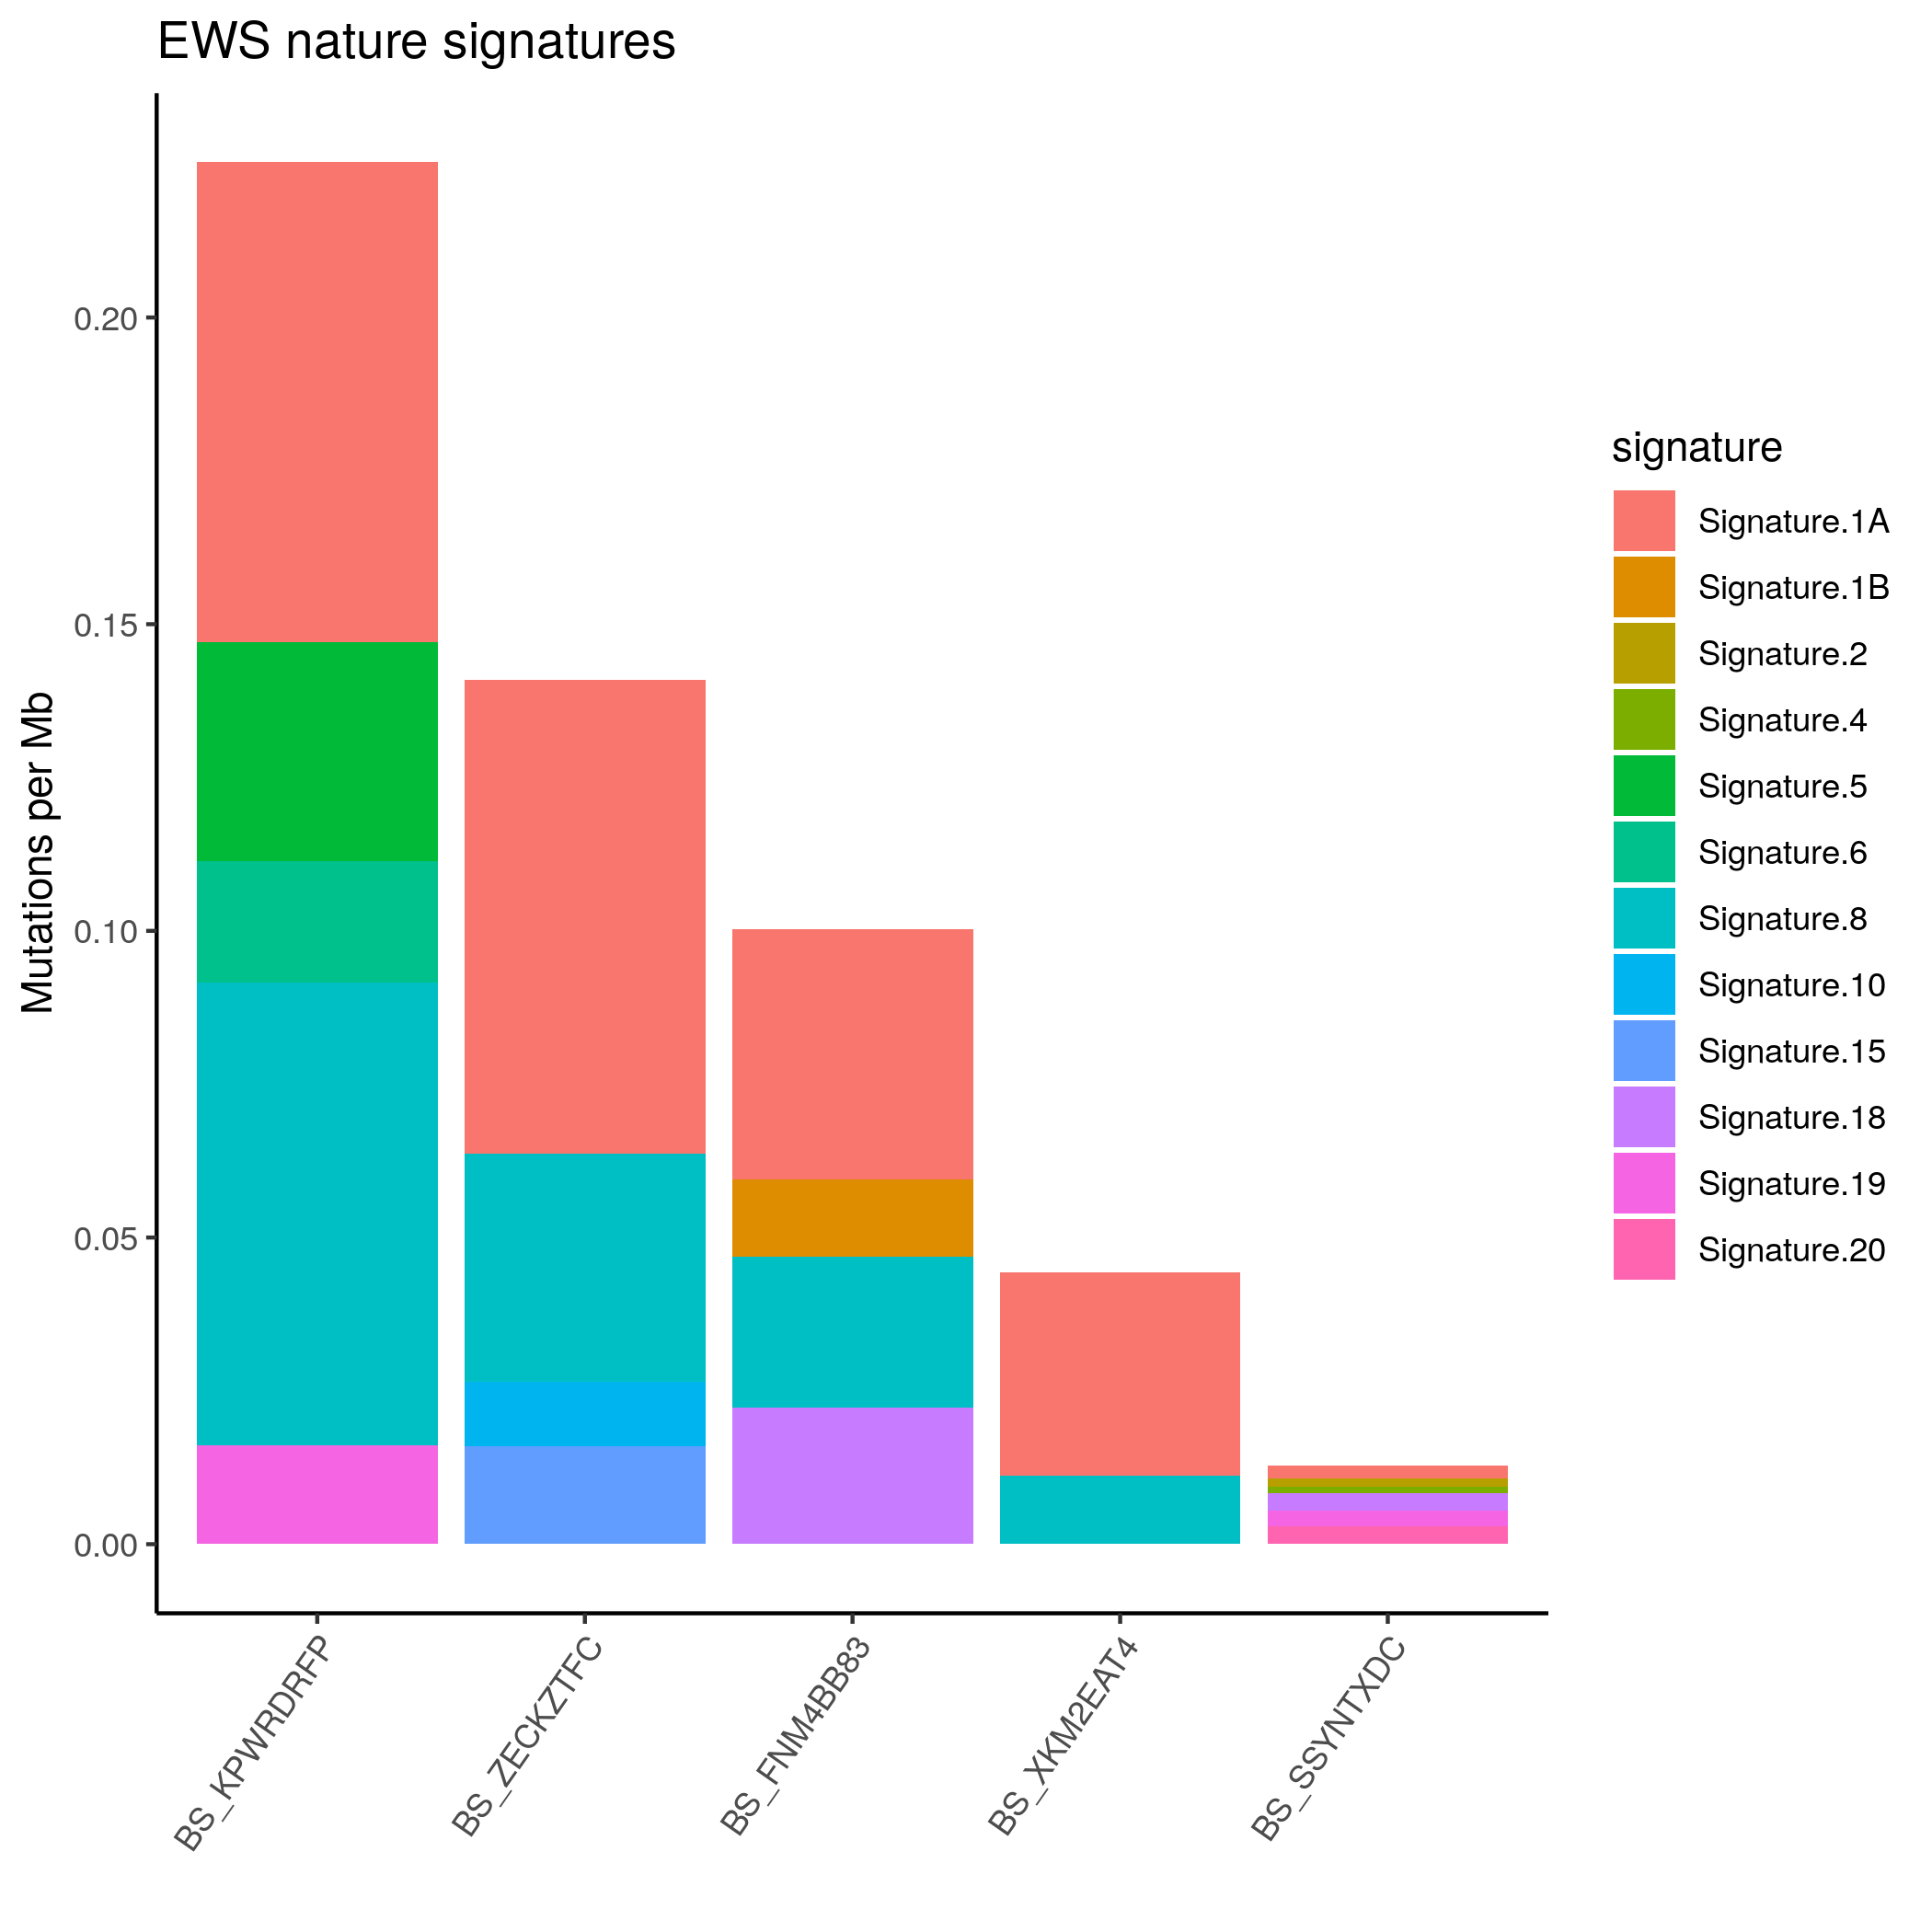 EWS nature signatures
Mutations per Mb
0.20
0.15
0.10
0.05
0.00
BS_KPWRDRFP
BS_ZECKZTFC
BS_FNM4BB83
BS_XKM2EAT4
BS_SSYNTXDC
signature
Signature.1A
Signature.1B
Signature.2
Signature.4
Signature.5
Signature.6
Signature.8
Signature.10
Signature.15
Signature.18
Signature.19
Signature.20